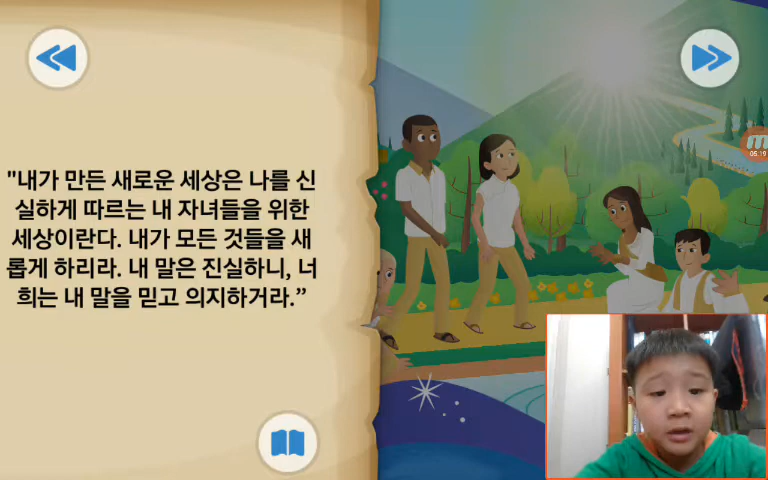 "내가 만든 새로운 세상은 나를 신
실하게 따르는 내 자녀들을 위한
세상이란다. 내가 모든 것들을 새
롭게 하리라. 내 말은 진실하니, 너
희는 내 말을 믿고 의지하거라.”
05:19